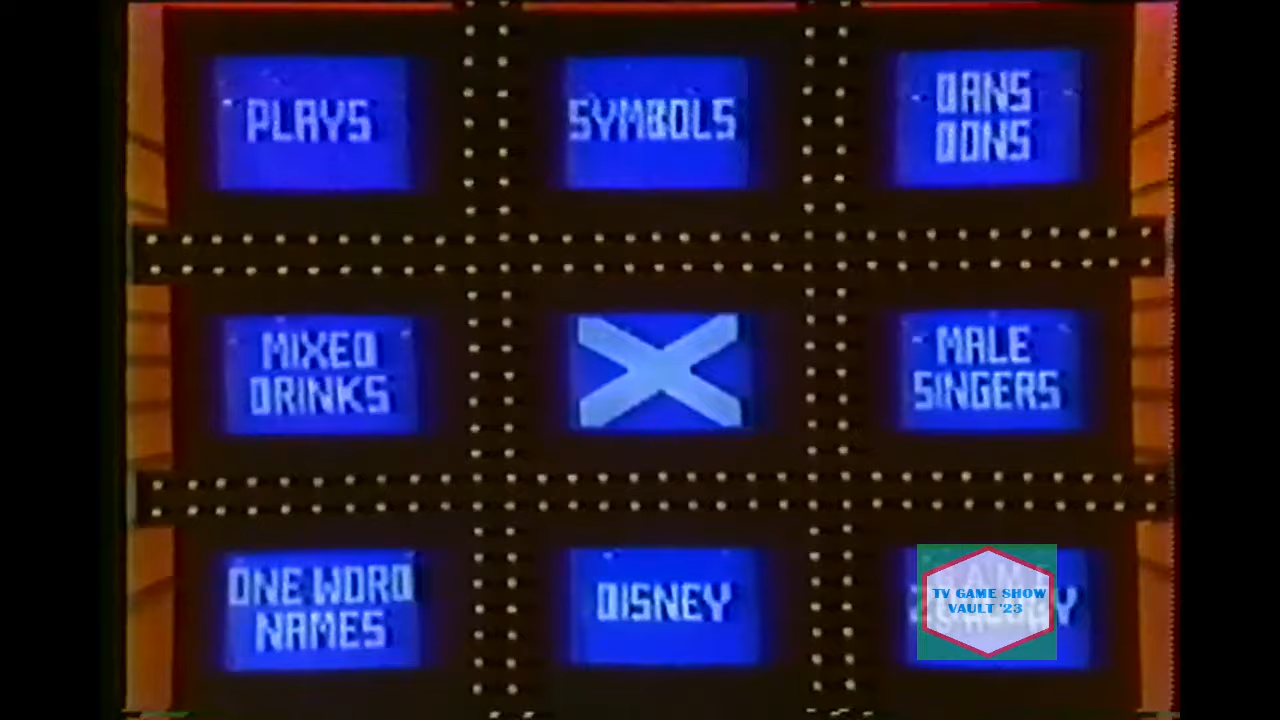 PLAYS
SYMBOLS
DANS
DONS
MIXED
DRINKS
X
MALE
SINGERS
ONE WORD
NAMES
DISNEY
TV GAME SHOW
VAULT '23